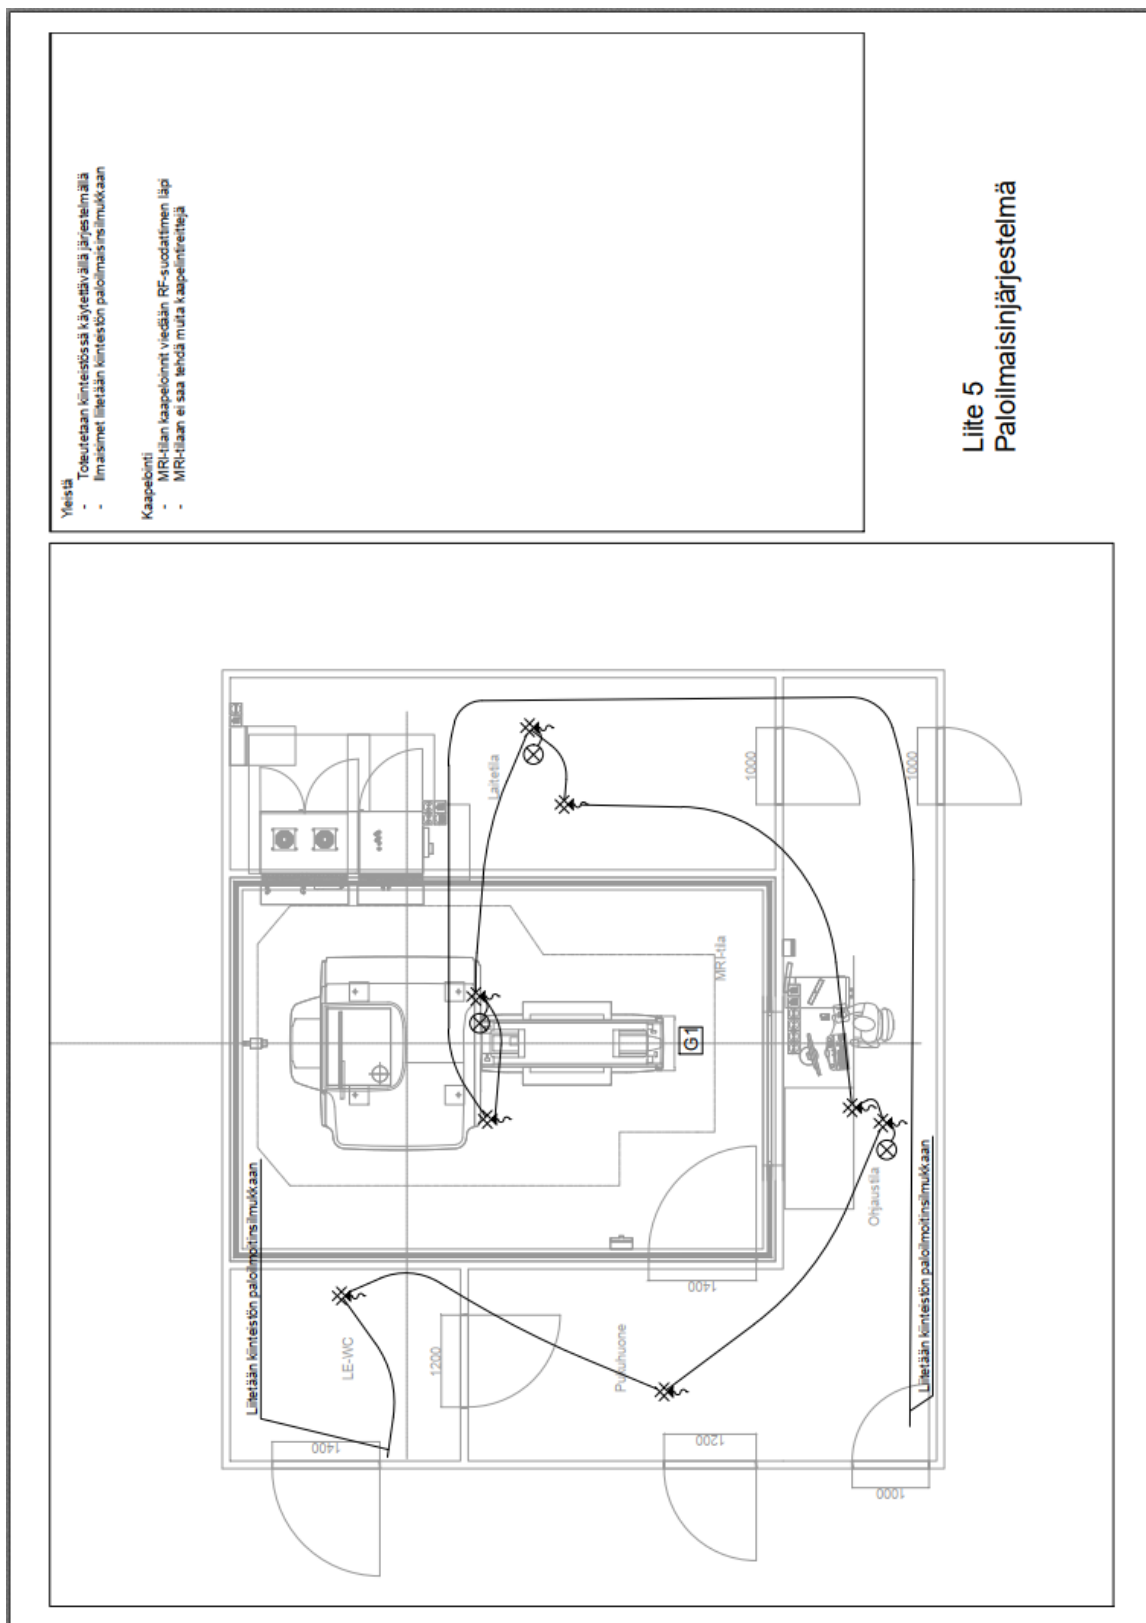 Yleistä
- Toteutetaan kiinteistössä käytettävällä järjestelmällä
- Ilmaisimet liitetään kiinteistön paloilmaisinsilmukkaan
Kaapelointi
- MRI-tilan kaapeloinnit viedään RF-suodattimen läpi
- MRI-tilaan ei saa tehdä muita kaapelintireittejä
Liite 5
Paloilmaisinjärjestelmä
Laitetila
1000
1000
MRI-tila
G1
Ohjaustila
Liitetään kiinteistön paloilmoitinsilmukkaan
Liitetään kiinteistön paloilmoitinsilmukkaan
LE-WC
1200
Pukuhuone
1400
1400
1200
1000